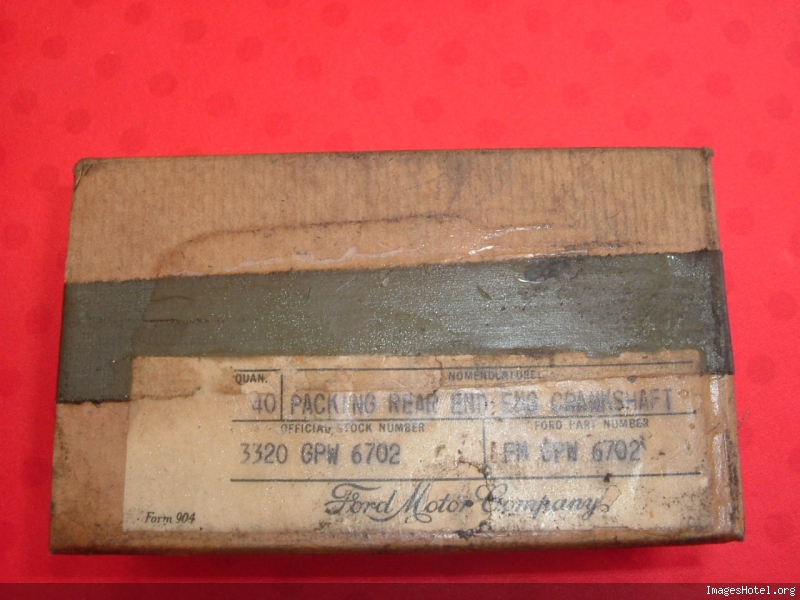 QUAN. NOMENCLATURE
40 PACKING REAR END ENG CRANKSHAFT
OFFICIAL STOCK NUMBER FORD PART NUMBER
3320 GPW 6702 FM GPW 6702
Form 904 Ford Motor Company
ImagesHotel.org